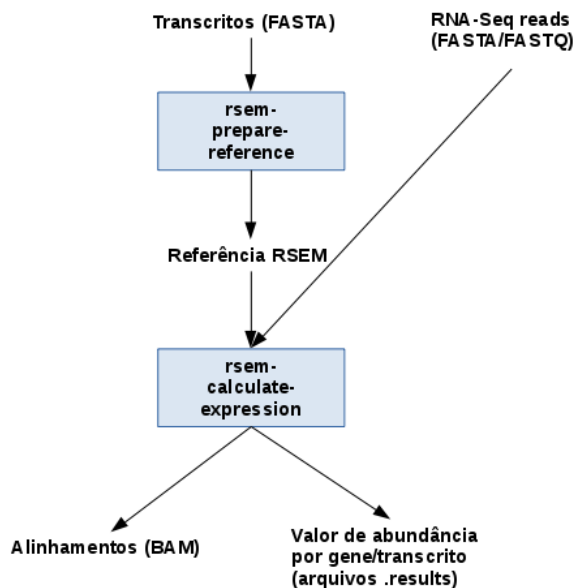 Transcritos (FASTA)
RNA-Seq reads
(FASTA/FASTQ)
rsem-
prepare-
reference
Referência RSEM
rsem-
calculate-
expression
Alinhamentos (BAM)
Valor de abundância
por gene/transcrito
(arquivos .results)